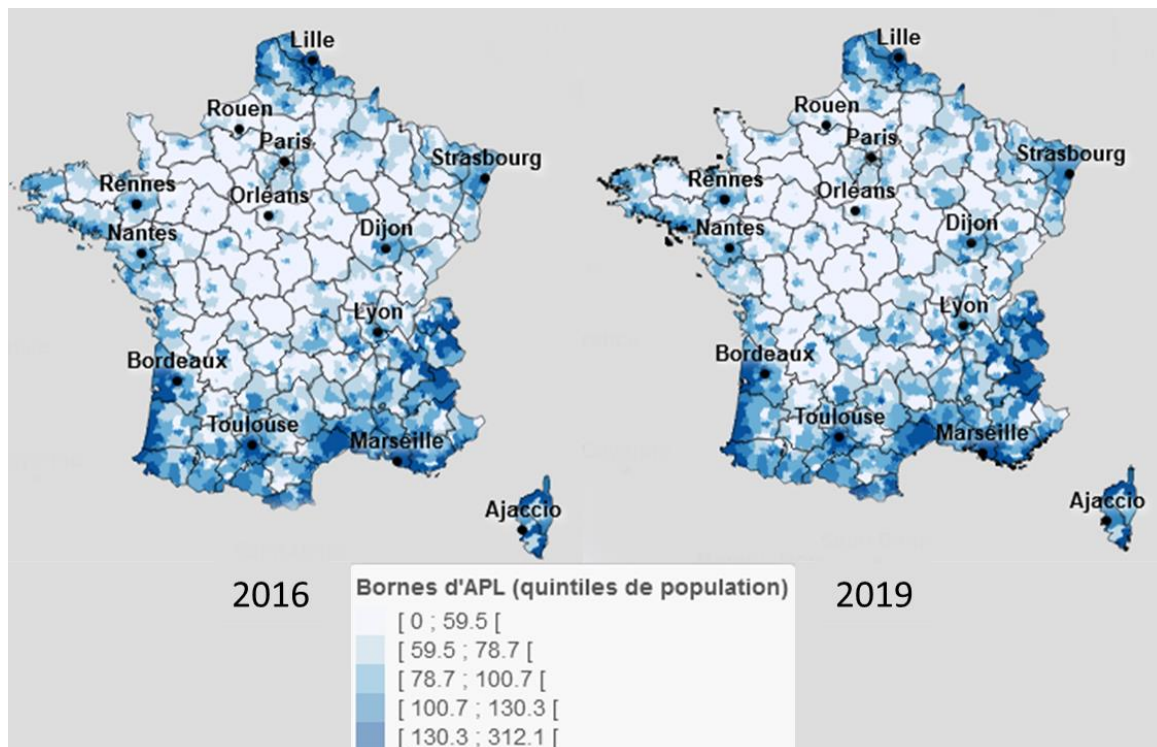 Lille
Rouen
Paris
Strasbourg
Rennes
Orléans
Nantes
Dijon
Lyon
Bordeaux
Toulouse
Marseille
Ajaccio
2016
Lille
Rouen
Paris
Strasbourg
Rennes
Orléans
Nantes
Dijon
Lyon
Bordeaux
Toulouse
Marseille
Ajaccio
2019
Bornes d'APL (quintiles de population)
[ 0 ; 59.5 [
[ 59.5 ; 78.7 [
[ 78.7 ; 100.7 [
[ 100.7 ; 130.3 [
[ 130.3 ; 312.1 [